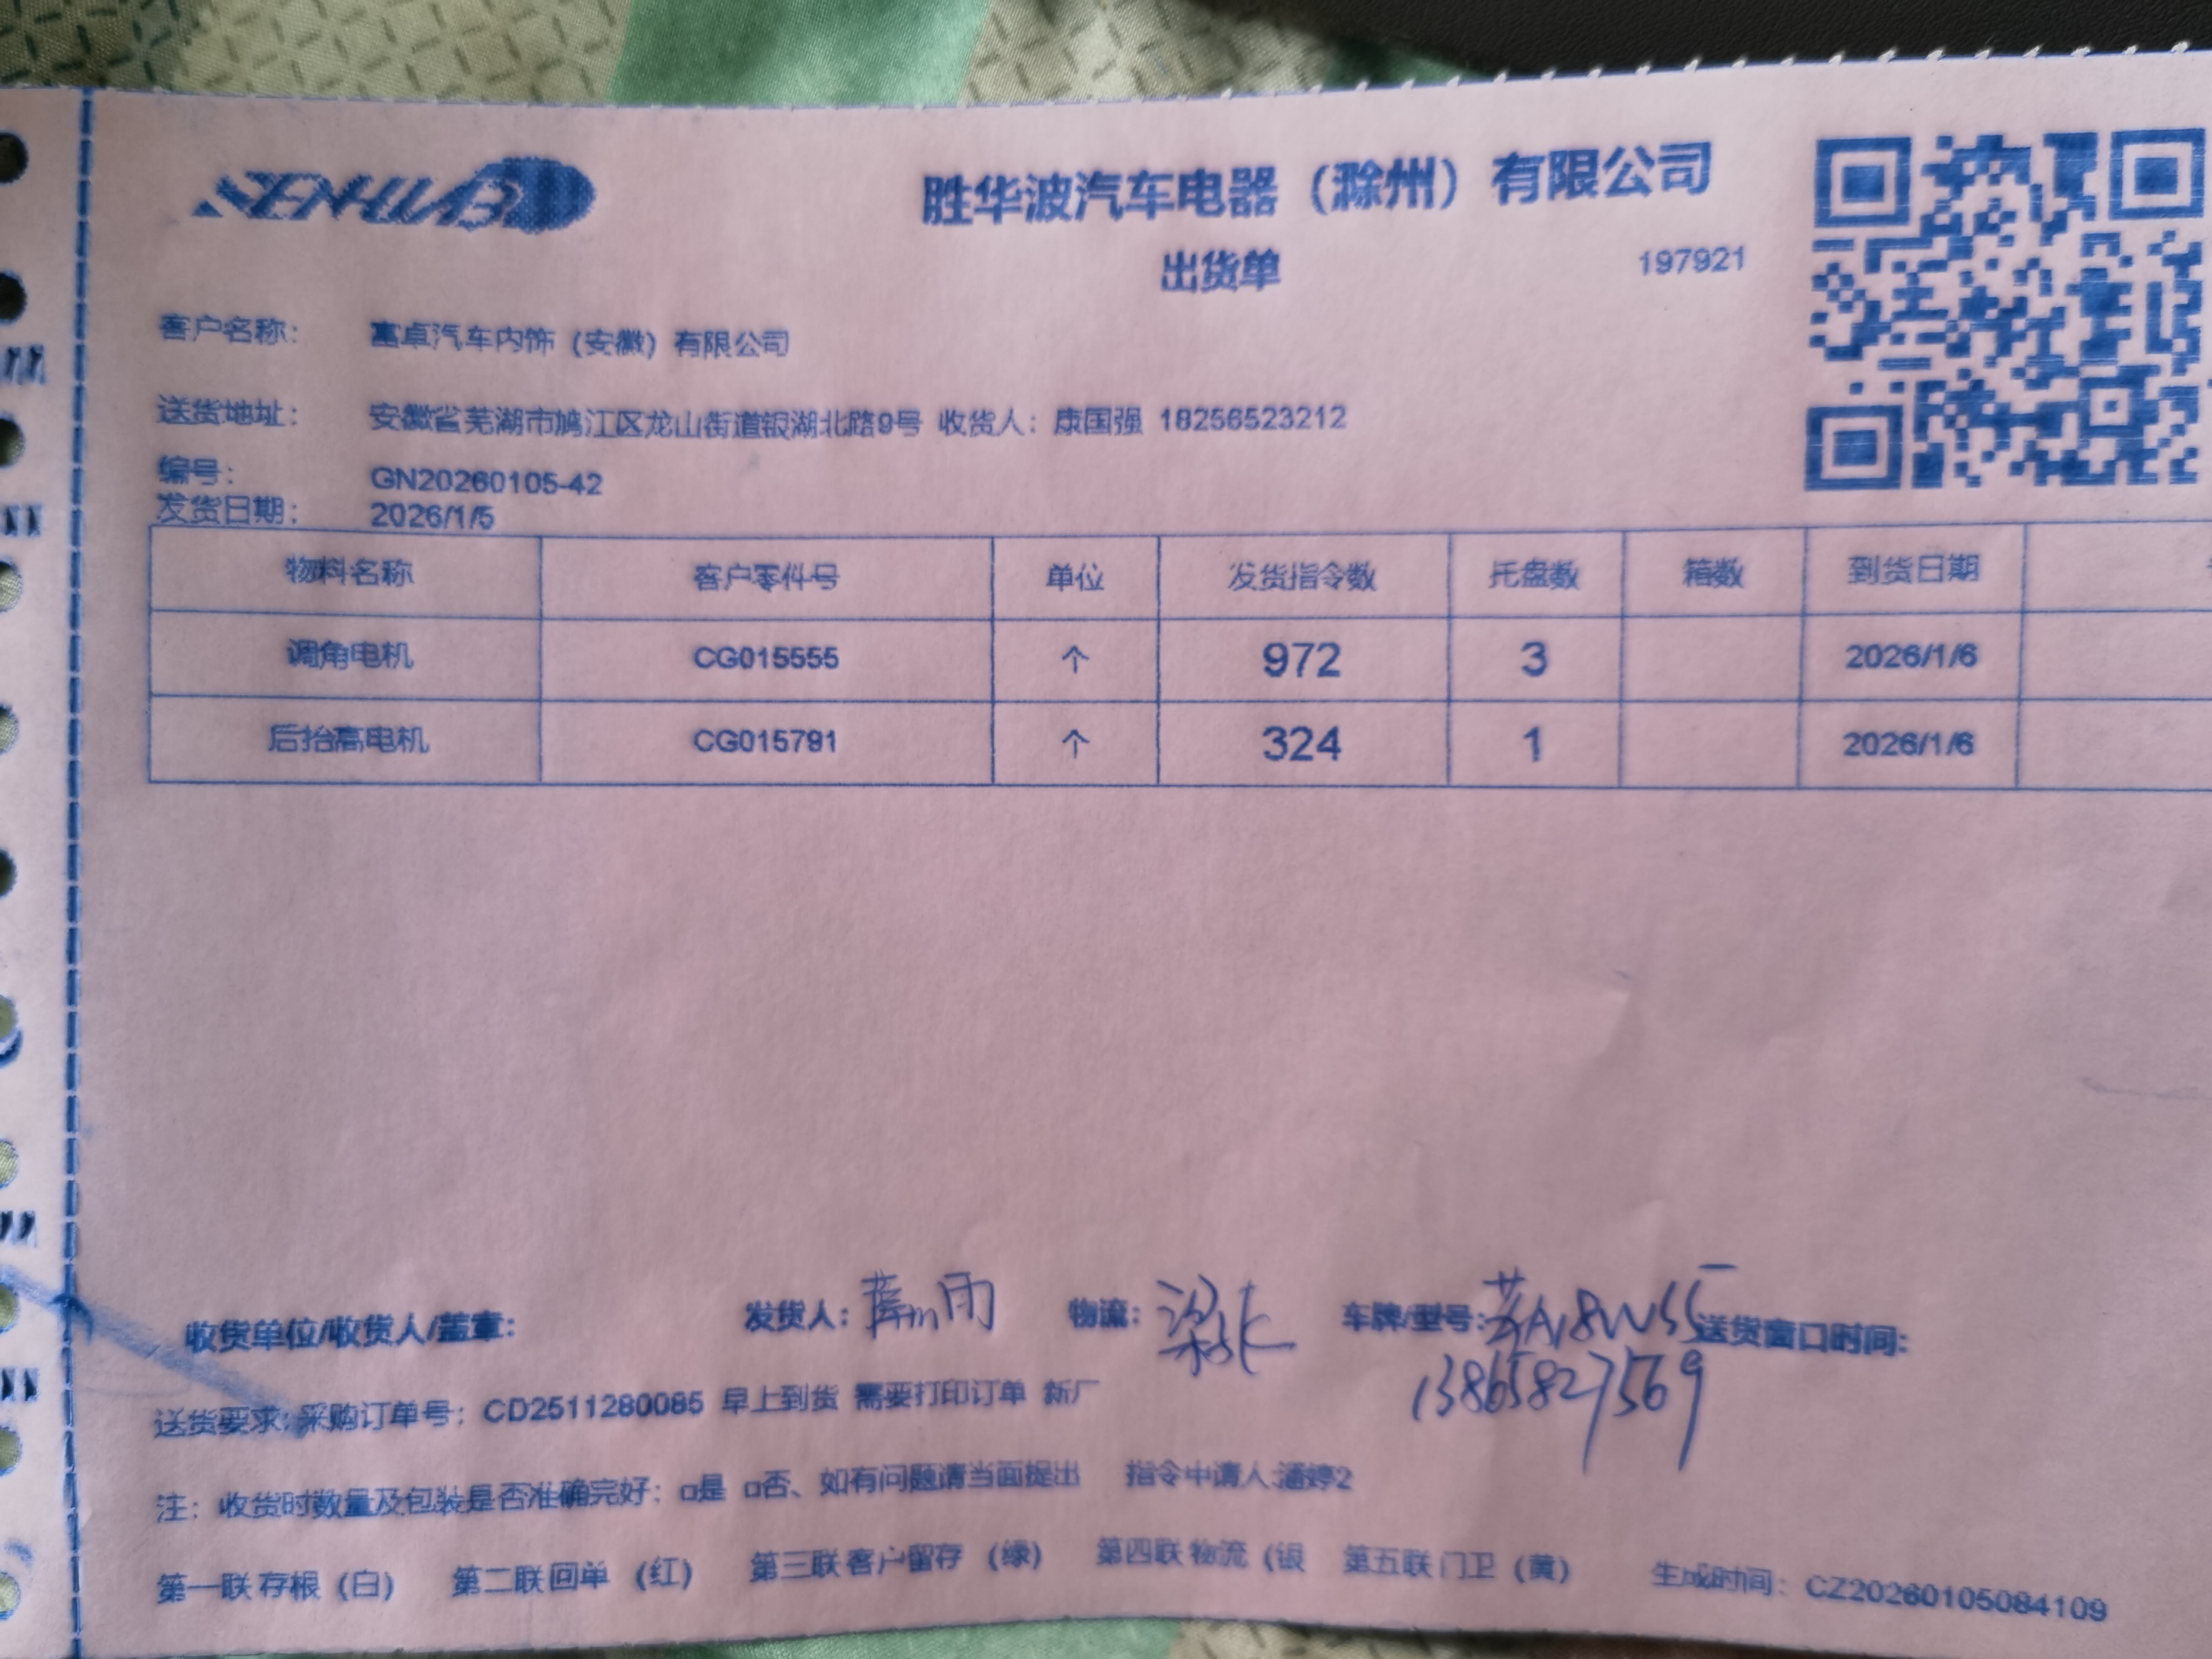 胜华波汽车电器（滁州）有限公司
出货单
197921
客户名称： 富卓汽车内饰（安徽）有限公司
送货地址： 安徽省芜湖市鸠江区龙山街道银湖北路9号 收货人：康国强 18256523212
编号： GN20260105-42
发货日期： 2026/1/5
物料名称 客户零件号 单位 发货指令数 托盘数 箱数 到货日期
调角电机 CG015555 个 972 3 2026/1/6
后抬高电机 CG015791 个 324 1 2026/1/6
收货单位/收货人/盖章： 发货人： 物流： 车牌/型号： 送货窗口时间：
13865827569
送货要求：采购订单号：CD2511280085 早上到货 需要打印订单 新厂
注：收货时数量及包装是否准确完好：□是 □否、如有问题请当面提出 指令申请人:潘婷2
第一联存根（白） 第二联回单（红） 第三联客户留存（绿） 第四联物流（银 第五联门卫（黄） 生成时间：CZ20260105084109